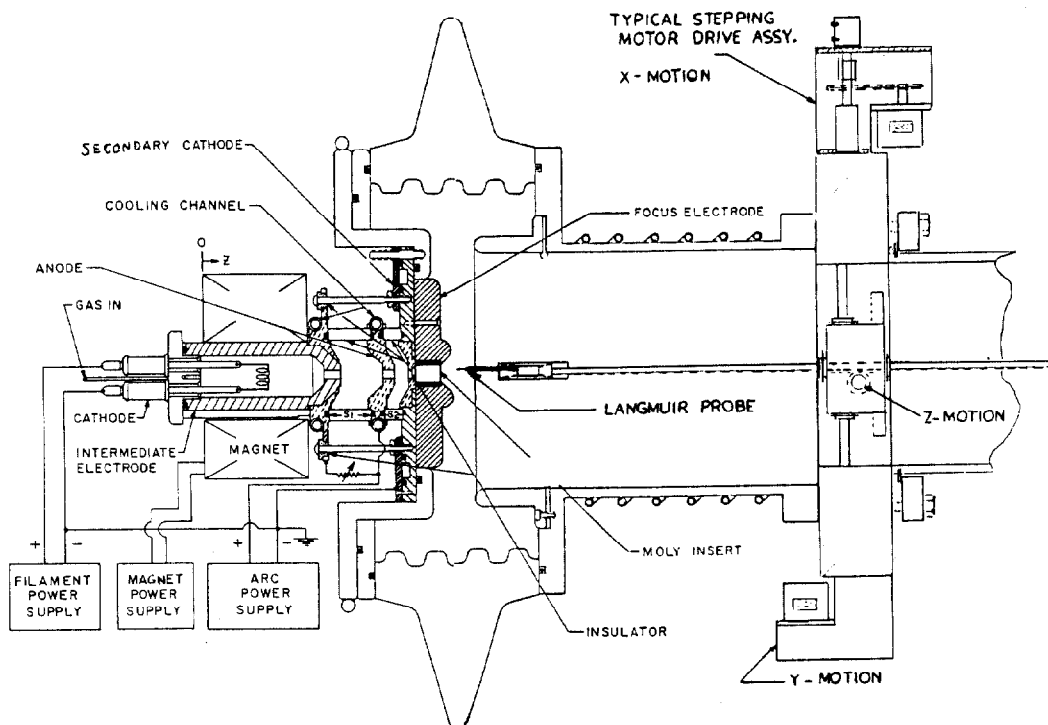 TYPICAL STEPPING
MOTOR DRIVE ASSY.
X - MOTION
SECONDARY CATHODE
COOLING CHANNEL
FOCUS ELECTRODE
O
Z
ANODE
GAS IN
CATHODE
LANGMUIR PROBE
Z-MOTION
INTERMEDIATE
ELECTRODE
MAGNET
S1
S2
+
-
+
-
MOLY INSERT
FILAMENT
POWER
SUPPLY
MAGNET
POWER
SUPPLY
ARC
POWER
SUPPLY
INSULATOR
Y - MOTION